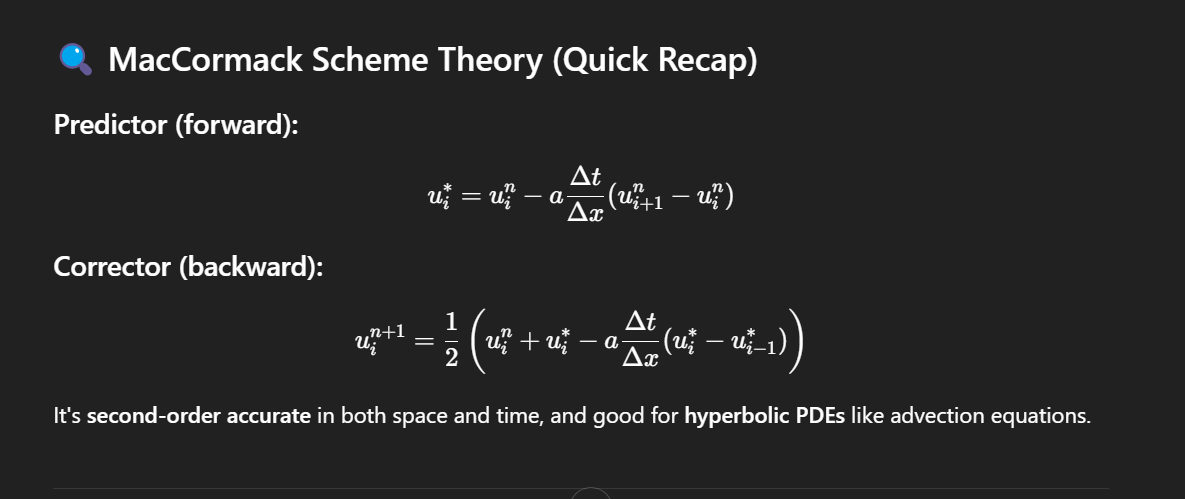 🔍 MacCormack Scheme Theory (Quick Recap)
Predictor (forward):
$u_i^* = u_i^n - a\frac{\Delta t}{\Delta x}(u_{i+1}^n - u_i^n)$
Corrector (backward):
$u_i^{n+1} = \frac{1}{2}\left(u_i^n + u_i^* - a\frac{\Delta t}{\Delta x}(u_i^* - u_{i-1}^*)\right)$
It's second-order accurate in both space and time, and good for hyperbolic PDEs like advection equations.